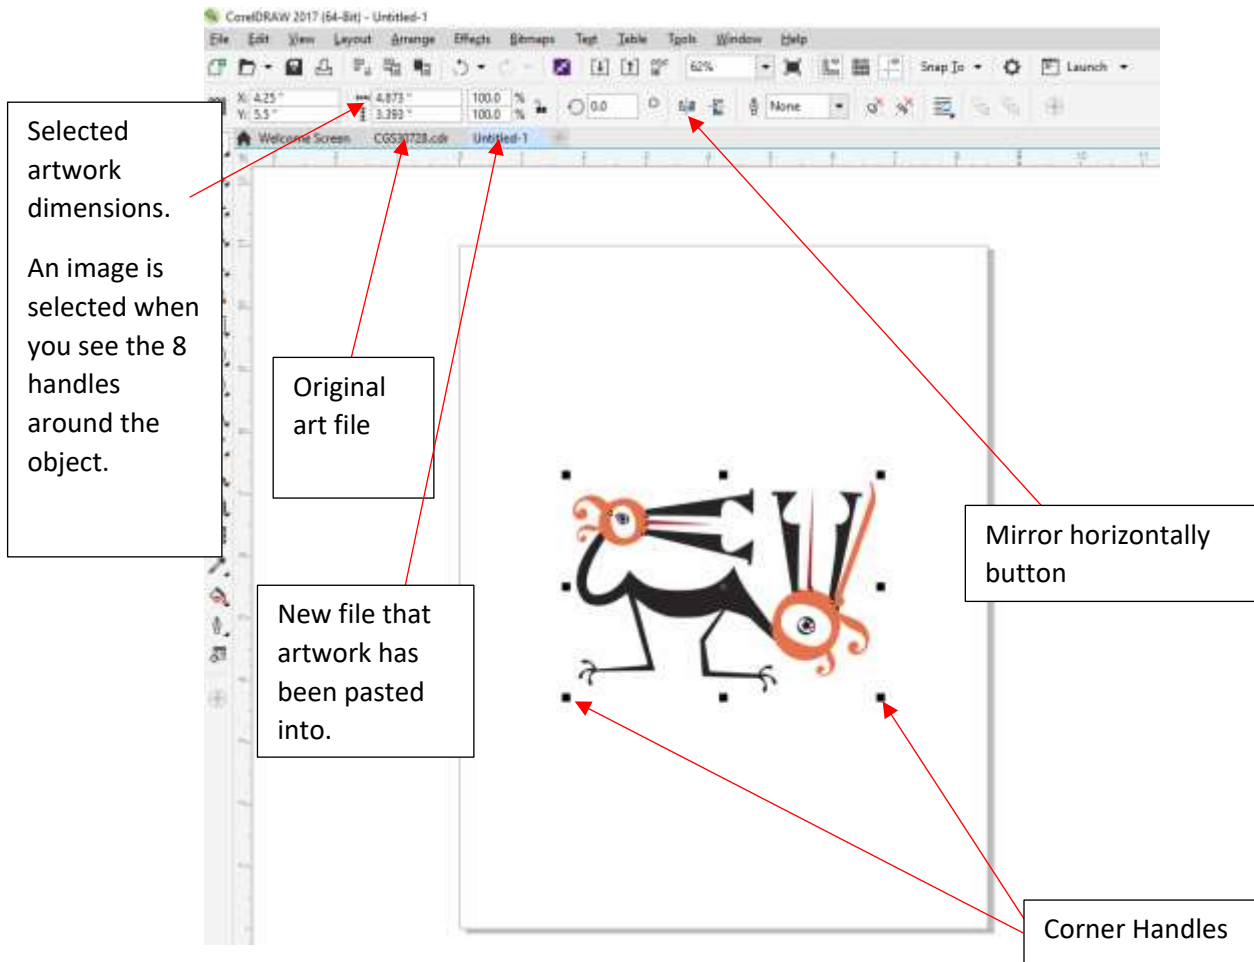 CorelDRAW 2017 (64-Bit) - Untitled-1
File Edit View Layout Arrange Effects Bitmaps Text Table Tools Window Help
62% Snap To Launch
X: 4.25 " 4.873 " 100.0 % 0.0 ° None
Y: 5.5 " 3.393 " 100.0 %
Welcome Screen CGS30728.cdr Untitled-1
Selected
artwork
dimensions.
An image is
selected when
you see the 8
handles
around the
object.
Original
art file
New file that
artwork has
been pasted
into.
Mirror horizontally
button
Corner Handles